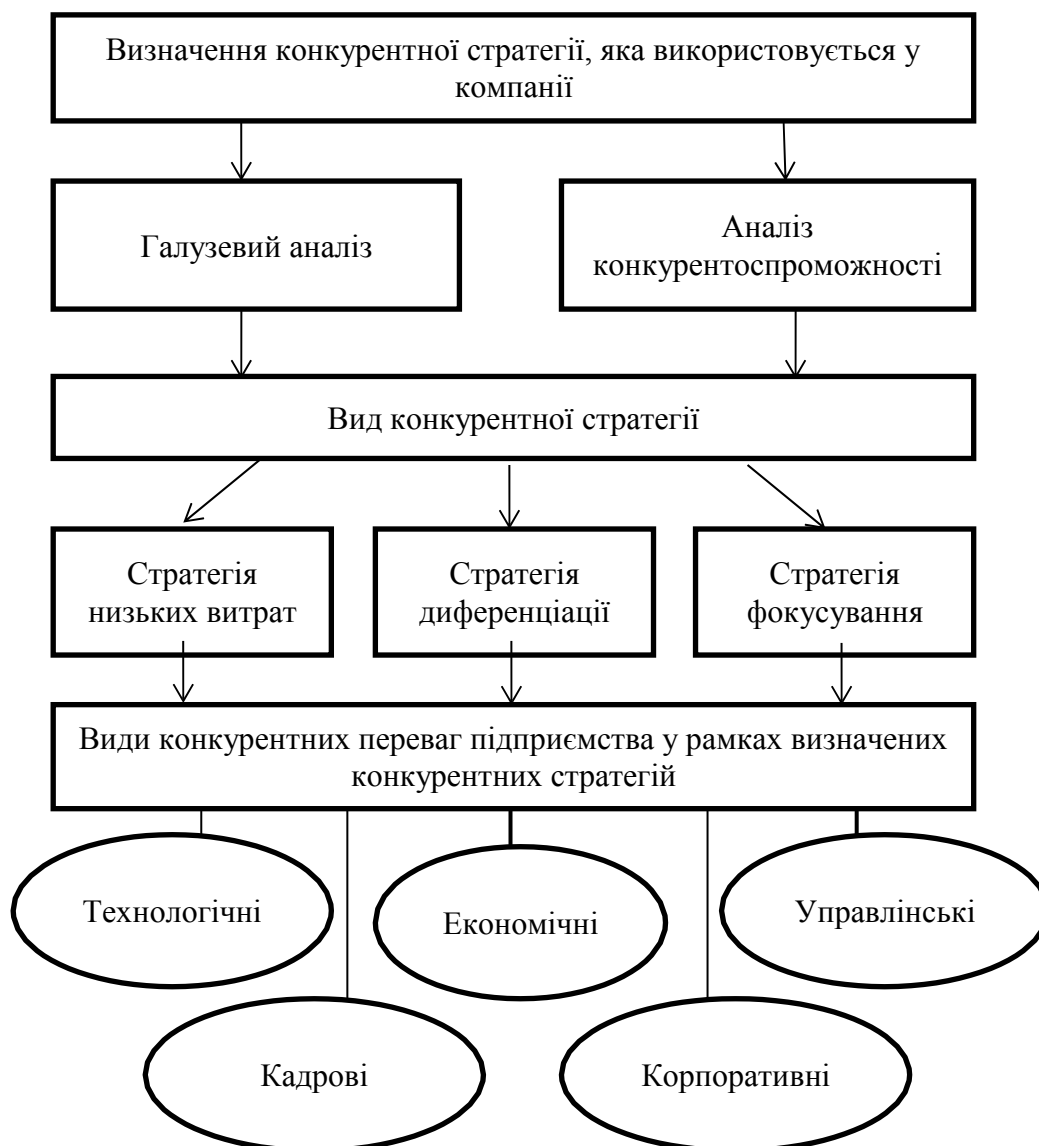 Визначення конкурентної стратегії, яка використовується у
компанії
Галузевий аналіз
Аналіз
конкурентоспроможності
Вид конкурентної стратегії
Стратегія
низьких витрат
Стратегія
диференціації
Стратегія
фокусування
Види конкурентних переваг підприємства у рамках визначених
конкурентних стратегій
Технологічні
Економічні
Управлінські
Кадрові
Корпоративні